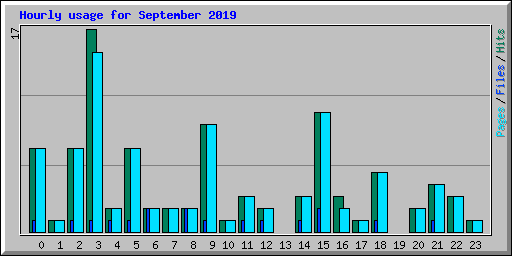 Hourly usage for September 2019
17
Pages/Files/Hits
0 1 2 3 4 5 6 7 8 9 10 11 12 13 14 15 16 17 18 19 20 21 22 23